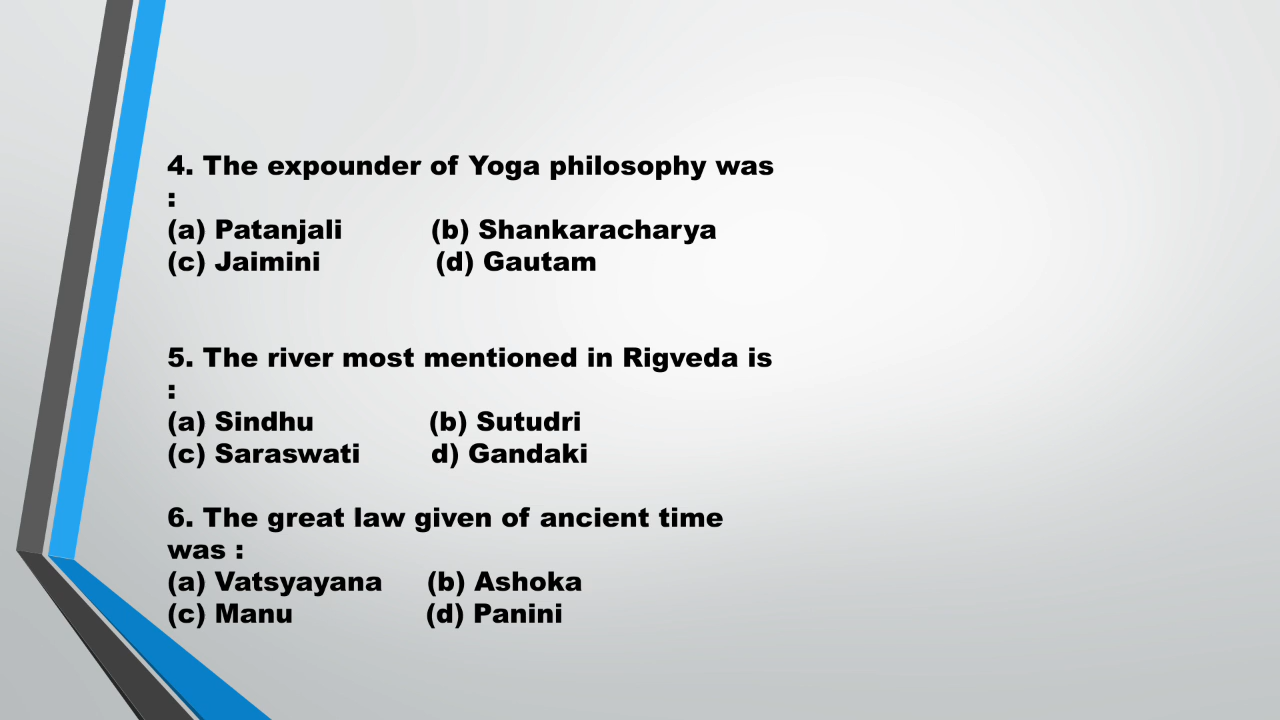 4. The expounder of Yoga philosophy was
:
(a) Patanjali (b) Shankaracharya
(c) Jaimini (d) Gautam
5. The river most mentioned in Rigveda is
:
(a) Sindhu (b) Sutudri
(c) Saraswati d) Gandaki
6. The great law given of ancient time
was :
(a) Vatsyayana (b) Ashoka
(c) Manu (d) Panini